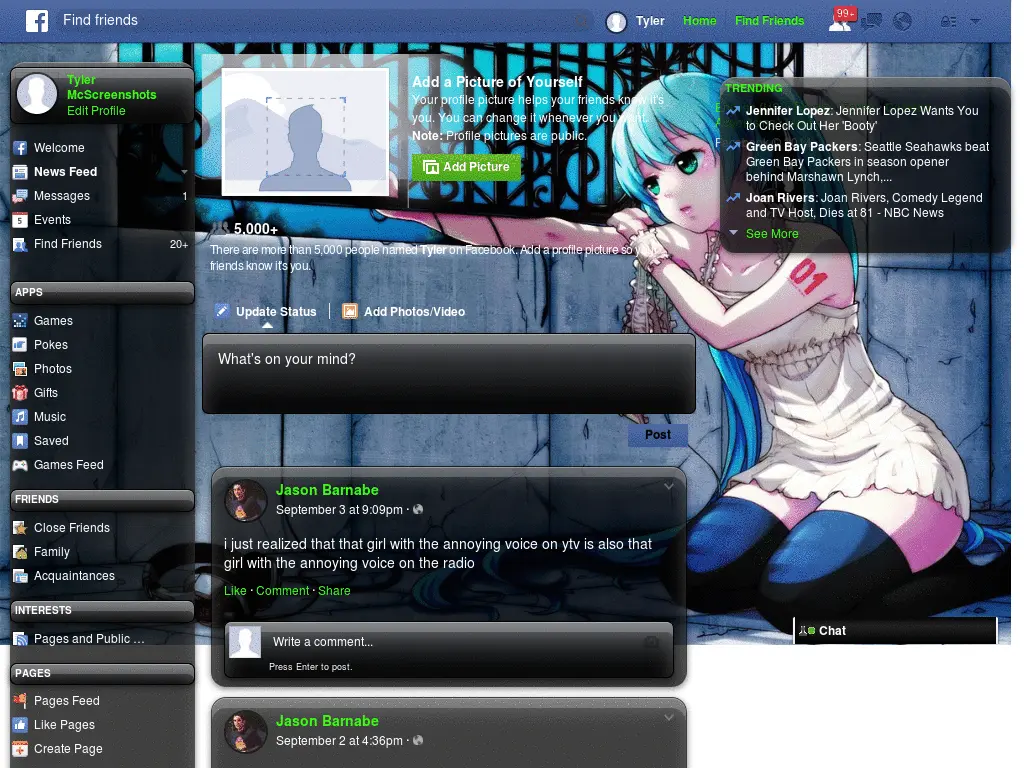 f Find friends
Tyler Home Find Friends 99+
Tyler
McScreenshots
Edit Profile
Welcome
News Feed
Messages 1
Events
Find Friends 20+
APPS
Games
Pokes
Photos
Gifts
Music
Saved
Games Feed
FRIENDS
Close Friends
Family
Acquaintances
INTERESTS
Pages and Public ...
PAGES
Pages Feed
Like Pages
Create Page
Add a Picture of Yourself
Your profile picture helps your friends know it's
you. You can change it whenever you want.
Note: Profile pictures are public.
Add Picture
5,000+
There are more than 5,000 people named Tyler on Facebook. Add a profile picture so your
friends know it's you.
Update Status Add Photos/Video
What's on your mind?
Post
Jason Barnabe
September 3 at 9:09pm ·
i just realized that that girl with the annoying voice on ytv is also that
girl with the annoying voice on the radio
Like · Comment · Share
Write a comment...
Press Enter to post.
Jason Barnabe
September 2 at 4:36pm ·
TRENDING
Jennifer Lopez: Jennifer Lopez Wants You
to Check Out Her 'Booty'
Green Bay Packers: Seattle Seahawks beat
Green Bay Packers in season opener
behind Marshawn Lynch,...
Joan Rivers: Joan Rivers, Comedy Legend
and TV Host, Dies at 81 - NBC News
See More
01
Chat